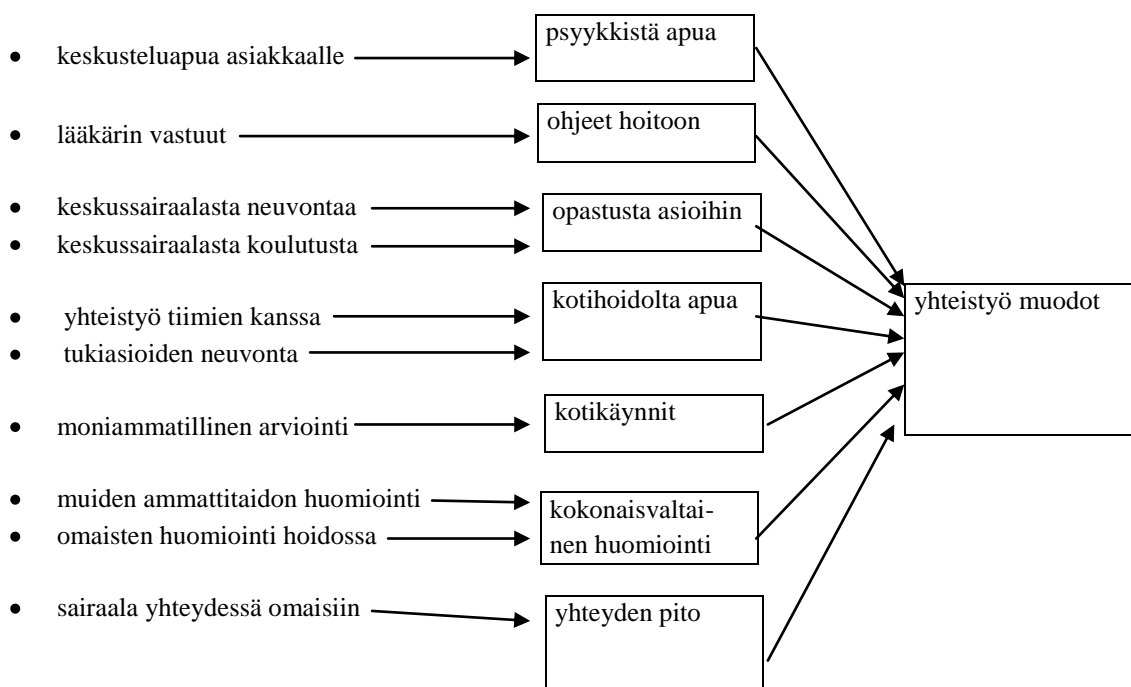 psyykkistä apua
• keskusteluapua asiakkaalle
ohjeet hoitoon
• lääkärin vastuut
• keskussairaalasta neuvontaa
opastusta asioihin
• keskussairaalasta koulutusta
kotihoidolta apua
yhteistyö muodot
• yhteistyö tiimien kanssa
• tukiasioiden neuvonta
kotikäynnit
• moniammatillinen arviointi
• muiden ammattitaidon huomiointi
kokonaisvaltai-
• omaisten huomiointi hoidossa
nen huomiointi
• sairaala yhteydessä omaisiin
yhteyden pito